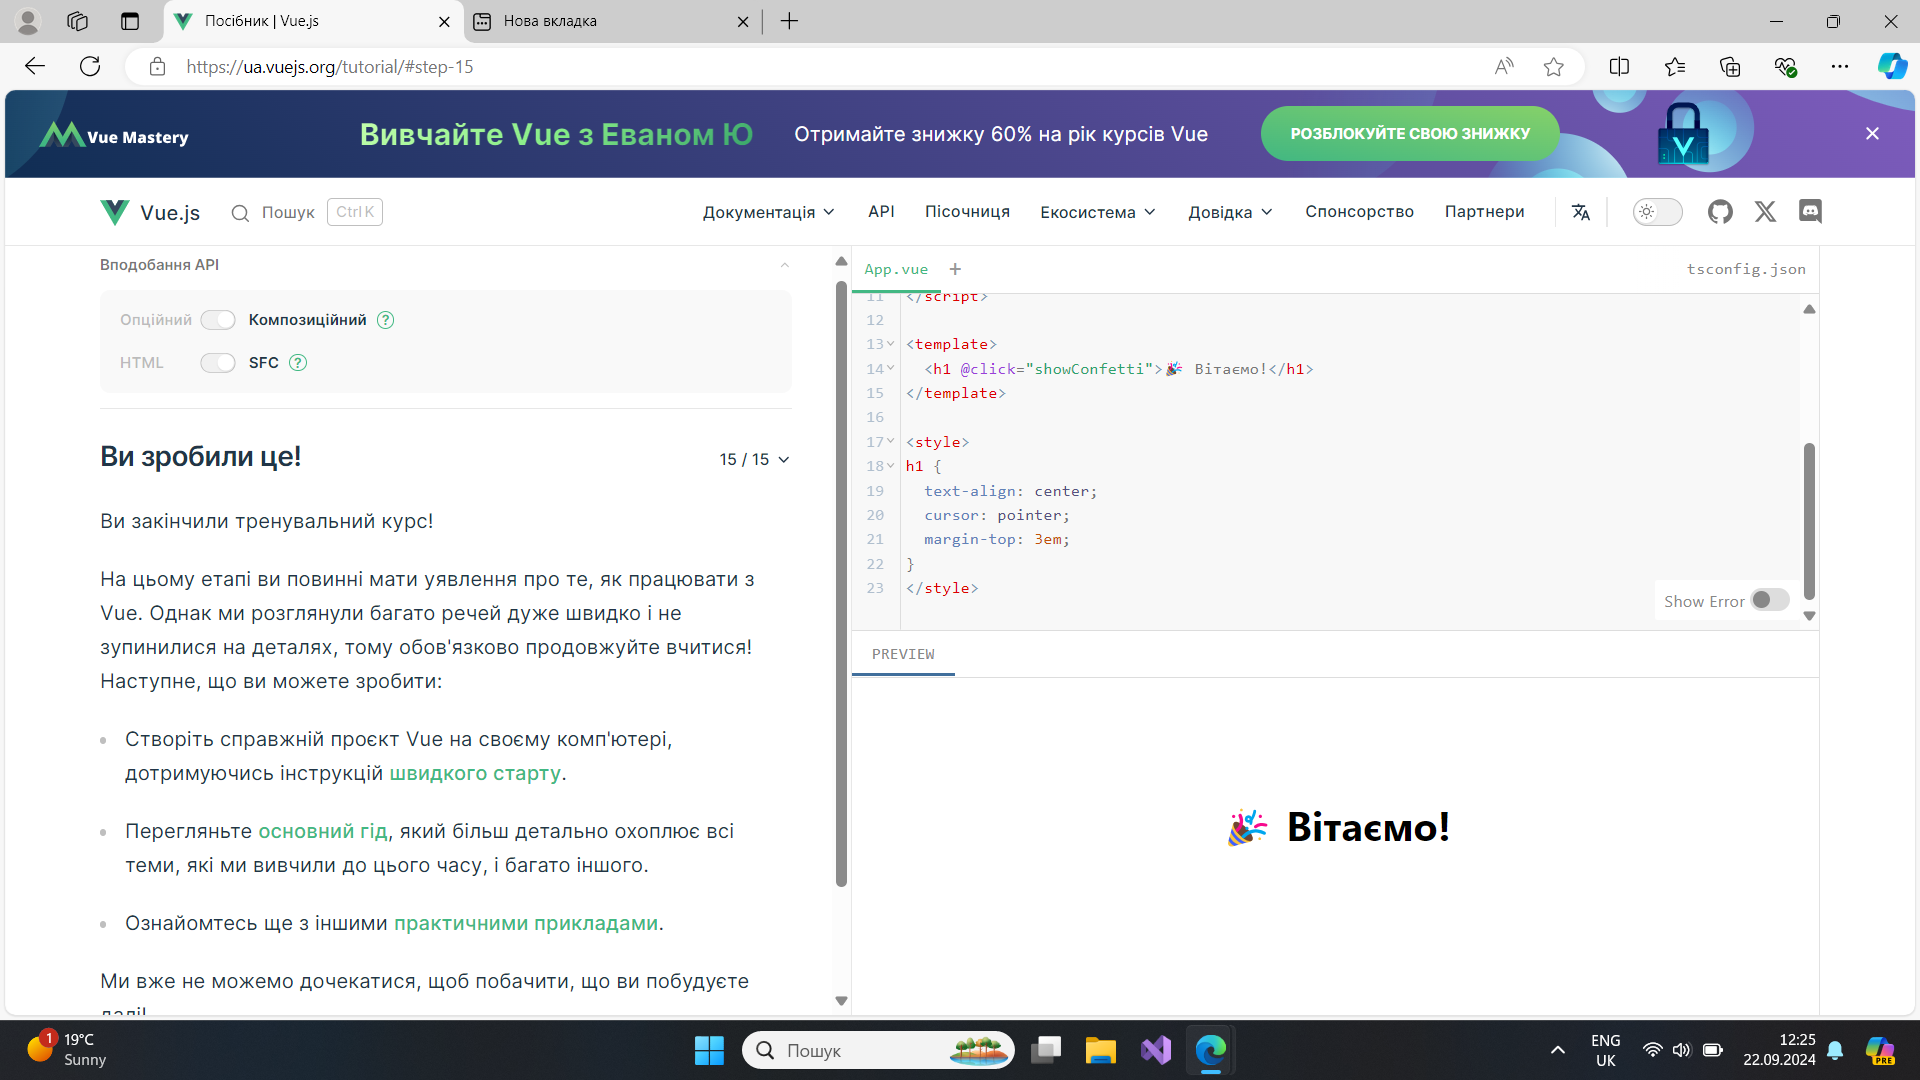 Посібник | Vue.js
Нова вкладка
https://ua.vuejs.org/tutorial/#step-15
Vue Mastery
Вивчайте Vue з Еваном Ю
Отримайте знижку 60% на рік курсів Vue
РОЗБЛОКУЙТЕ СВОЮ ЗНИЖКУ
Vue.js
Пошук
Ctrl K
Документація
API
Пісочниця
Екосистема
Довідка
Спонсорство
Партнери
Вподобання API
Опційний
Композиційний
?
HTML
SFC
?
Ви зробили це!
15 / 15
Ви закінчили тренувальний курс!
На цьому етапі ви повинні мати уявлення про те, як працювати з
Vue. Однак ми розглянули багато речей дуже швидко і не
зупинилися на деталях, тому обов'язково продовжуйте вчитися!
Наступне, що ви можете зробити:
Створіть справжній проєкт Vue на своєму комп'ютері,
дотримуючись інструкцій швидкого старту.
Перегляньте основний гід, який більш детально охоплює всі
теми, які ми вивчили до цього часу, і багато іншого.
Ознайомтесь ще з іншими практичними прикладами.
Ми вже не можемо дочекатися, щоб побачити, що ви побудуєте
далі!
App.vue
+
tsconfig.json
11 </script>
12
13 <template>
14 <h1 @click="showConfetti">🎉 Вітаємо!</h1>
15 </template>
16
17 <style>
18 h1 {
19 text-align: center;
20 cursor: pointer;
21 margin-top: 3em;
22 }
23 </style>
Show Error
PREVIEW
🎉 Вітаємо!
1
19°C
Sunny
Пошук
ENG
UK
12:25
22.09.2024
PRE